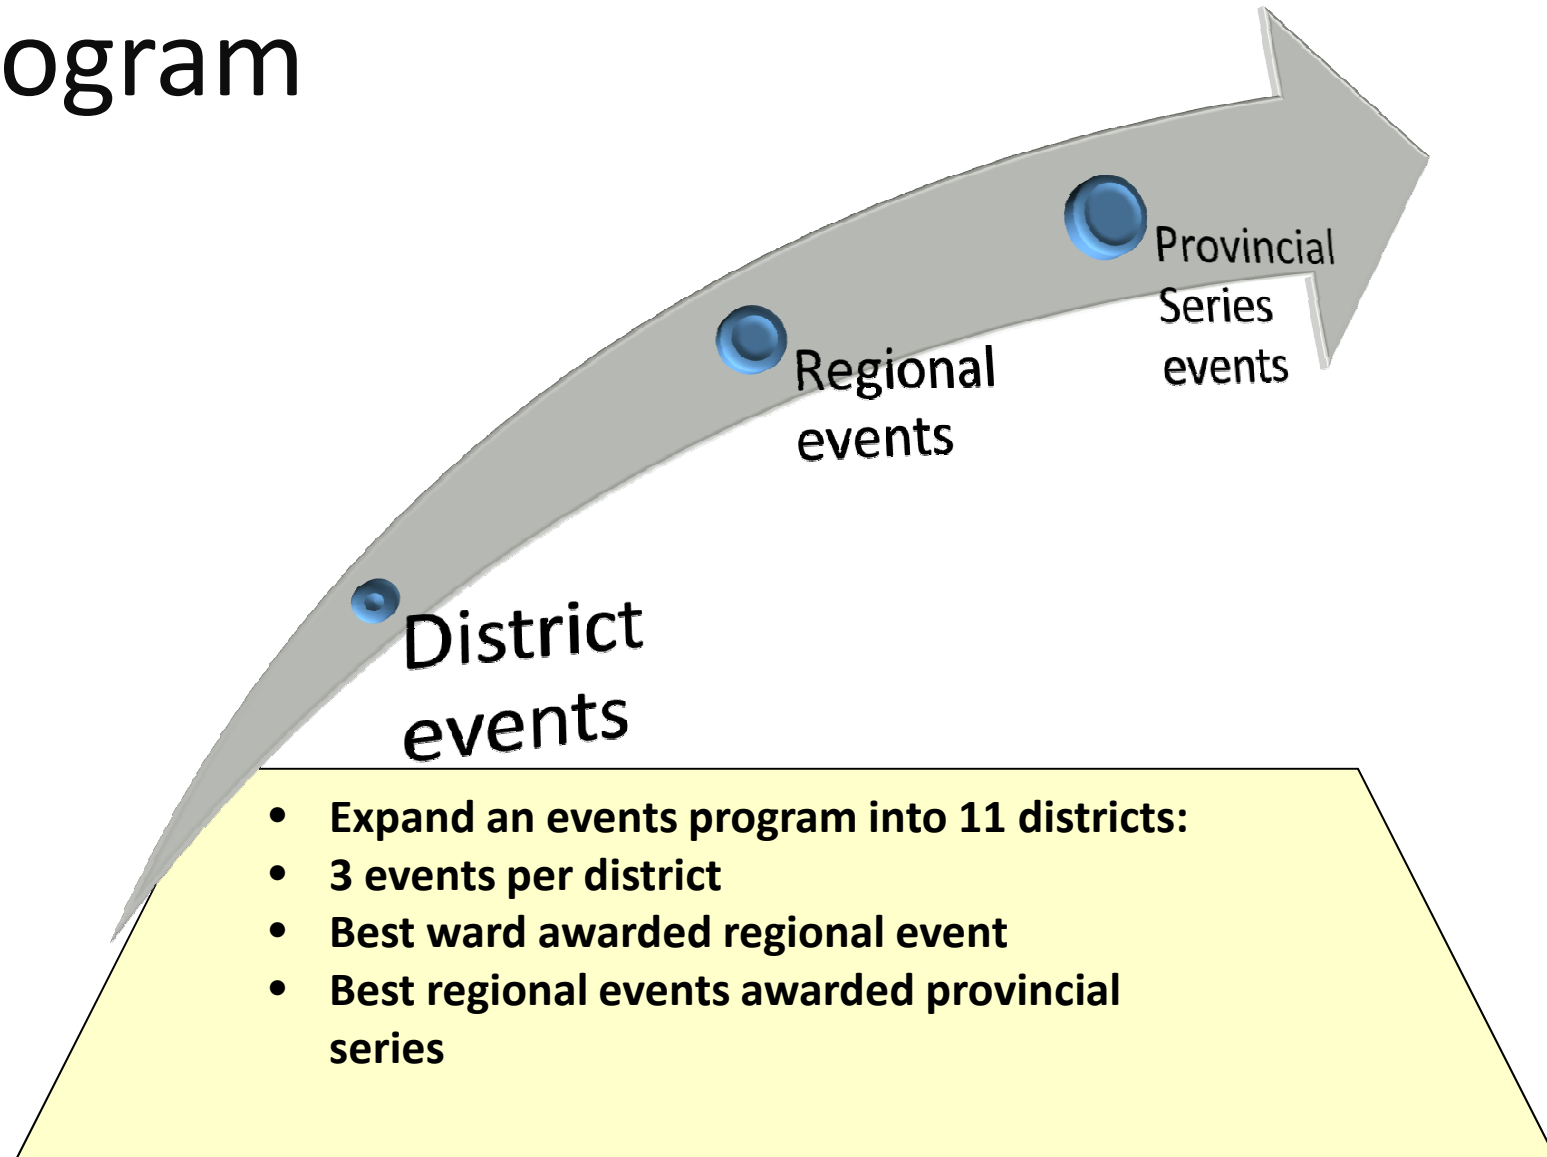 ogram
Provincial
Series
events
Regional
events
District
events
• Expand an events program into 11 districts:
• 3 events per district
• Best ward awarded regional event
• Best regional events awarded provincial
series